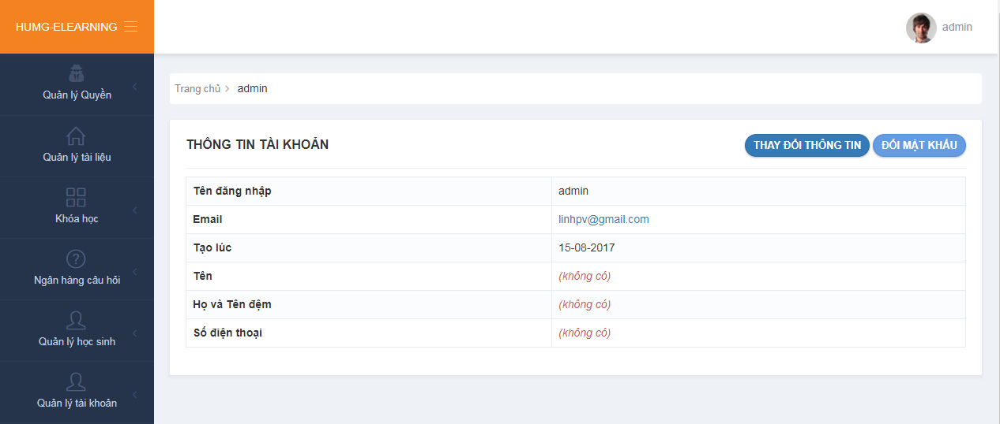 HUMG-ELEARNING
admin
Quản lý Quyền
Quản lý tài liệu
Khóa học
Ngân hàng câu hỏi
Quản lý học sinh
Quản lý tài khoản
Trang chủ > admin
THÔNG TIN TÀI KHOẢN
THAY ĐỔI THÔNG TIN ĐỔI MẬT KHẨU
Tên đăng nhập admin
Email linhpv@gmail.com
Tạo lúc 15-08-2017
Tên (không có)
Họ và Tên đệm (không có)
Số điện thoại (không có)